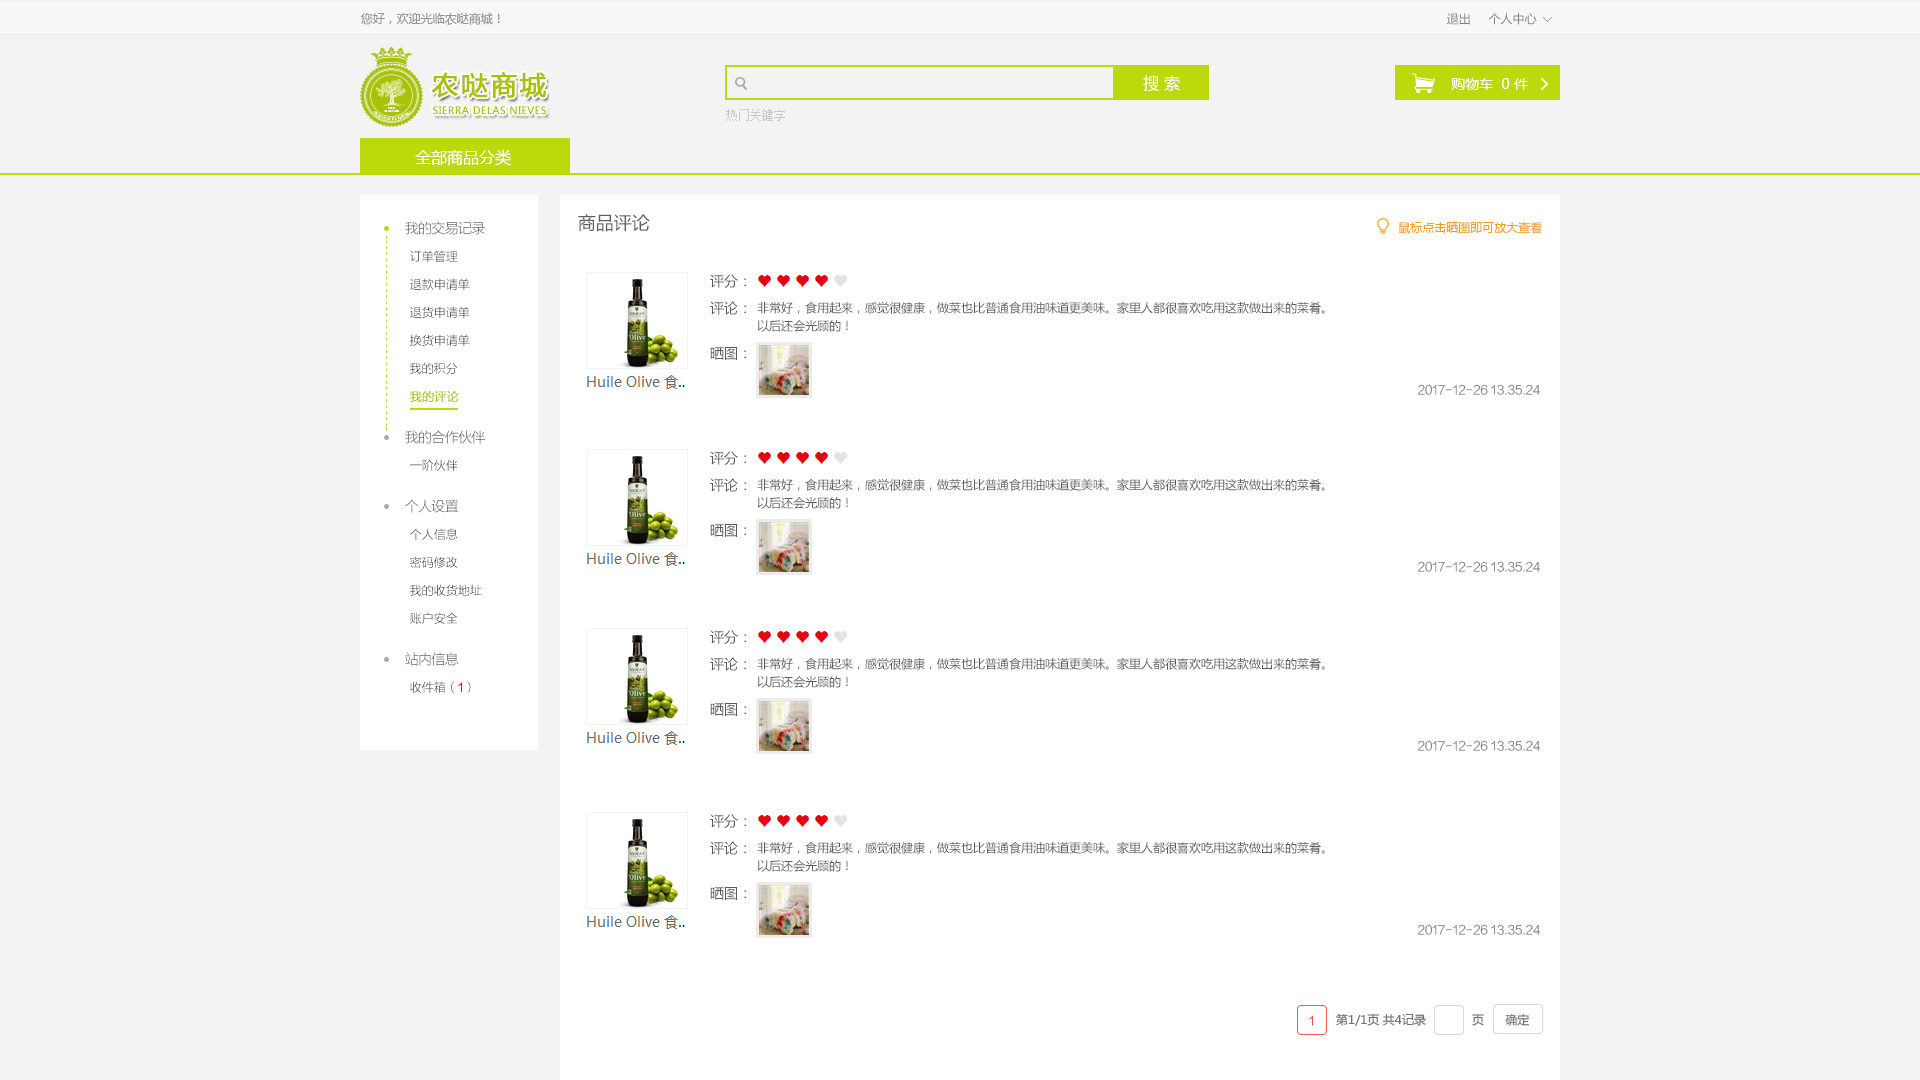 您好，欢迎光临农哒商城！
退出 个人中心
农哒商城
SIERRA DELAS NIEVES
搜 索
购物车 0 件
热门关键字
全部商品分类
我的交易记录
订单管理
退款申请单
退货申请单
换货申请单
我的积分
我的评论
我的合作伙伴
一阶伙伴
个人设置
个人信息
密码修改
我的收货地址
账户安全
站内信息
收件箱（1）
商品评论
鼠标点击晒图即可放大查看
评分：
评论：非常好，食用起来，感觉很健康，做菜也比普通食用油味道更美味。家里人都很喜欢吃用这款做出来的菜肴。
以后还会光顾的！
晒图：
Huile Olive 食..
2017-12-26 13.35.24
评分：
评论：非常好，食用起来，感觉很健康，做菜也比普通食用油味道更美味。家里人都很喜欢吃用这款做出来的菜肴。
以后还会光顾的！
晒图：
Huile Olive 食..
2017-12-26 13.35.24
评分：
评论：非常好，食用起来，感觉很健康，做菜也比普通食用油味道更美味。家里人都很喜欢吃用这款做出来的菜肴。
以后还会光顾的！
晒图：
Huile Olive 食..
2017-12-26 13.35.24
评分：
评论：非常好，食用起来，感觉很健康，做菜也比普通食用油味道更美味。家里人都很喜欢吃用这款做出来的菜肴。
以后还会光顾的！
晒图：
Huile Olive 食..
2017-12-26 13.35.24
1 第1/1页 共4记录 页 确定